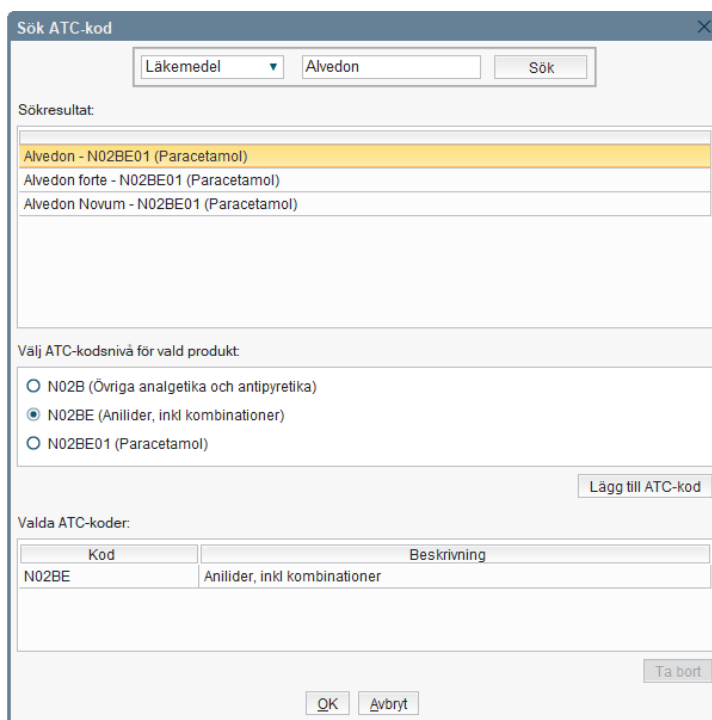 Sök ATC-kod
Läkemedel Alvedon Sök
Sökresultat:
Alvedon - N02BE01 (Paracetamol)
Alvedon forte - N02BE01 (Paracetamol)
Alvedon Novum - N02BE01 (Paracetamol)
Välj ATC-kodsnivå för vald produkt:
N02B (Övriga analgetika och antipyretika)
N02BE (Anilider, inkl kombinationer)
N02BE01 (Paracetamol)
Lägg till ATC-kod
Valda ATC-koder:
Kod Beskrivning
N02BE Anilider, inkl kombinationer
Ta bort
OK Avbryt